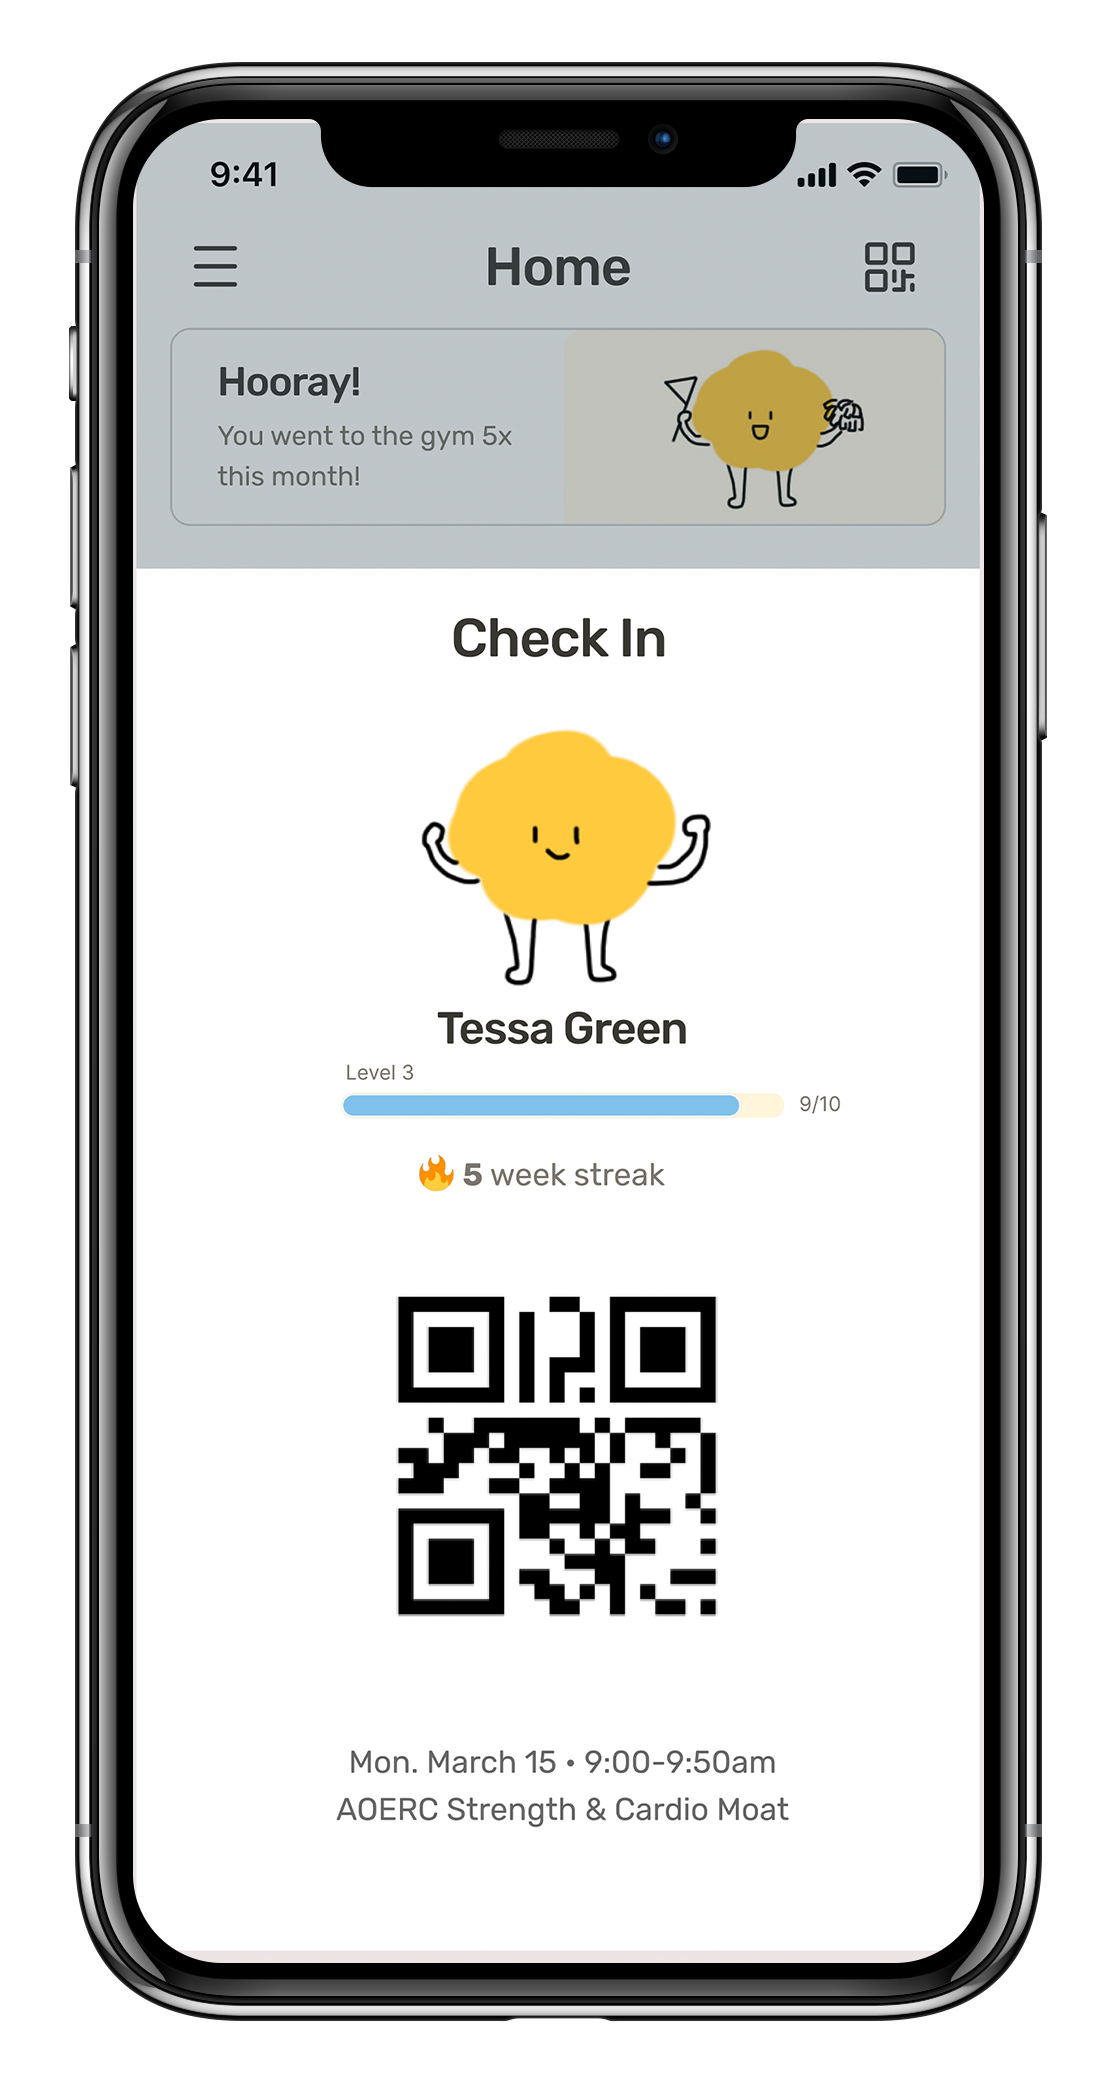 9:41
Home
Hooray!
You went to the gym 5x
this month!
Check In
Tessa Green
Level 3
9/10
5 week streak
Mon. March 15 • 9:00-9:50am
AOERC Strength & Cardio Moat